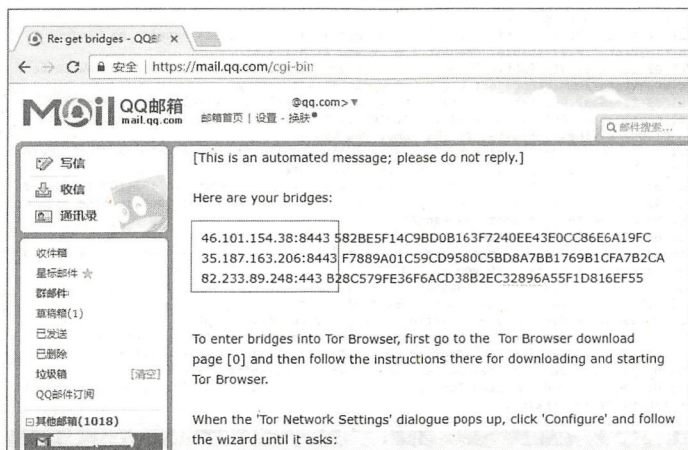 Re: get bridges - QQ邮
安全 | https://mail.qq.com/cgi-bin
Mail QQ邮箱
mail.qq.com
@qq.com>
邮箱首页 | 设置 - 换肤
邮件搜索...
写信
收信
通讯录
收件箱
星标邮件
群邮件
草稿箱(1)
已发送
已删除
垃圾箱 [清空]
QQ邮件订阅
其他邮箱(1018)
[This is an automated message; please do not reply.]
Here are your bridges:
46.101.154.38:8443 582BE5F14C9BD0B163F7240EE43E0CC86E6A19FC
35.187.163.206:8443 F7889A01C59CD9580C5BD8A7BB1769B1CFA7B2CA
82.233.89.248:443 B28C579FE36F6ACD38B2EC32896A55F1D816EF55
To enter bridges into Tor Browser, first go to the Tor Browser download
page [0] and then follow the instructions there for downloading and starting
Tor Browser.
When the 'Tor Network Settings' dialogue pops up, click 'Configure' and follow
the wizard until it asks: